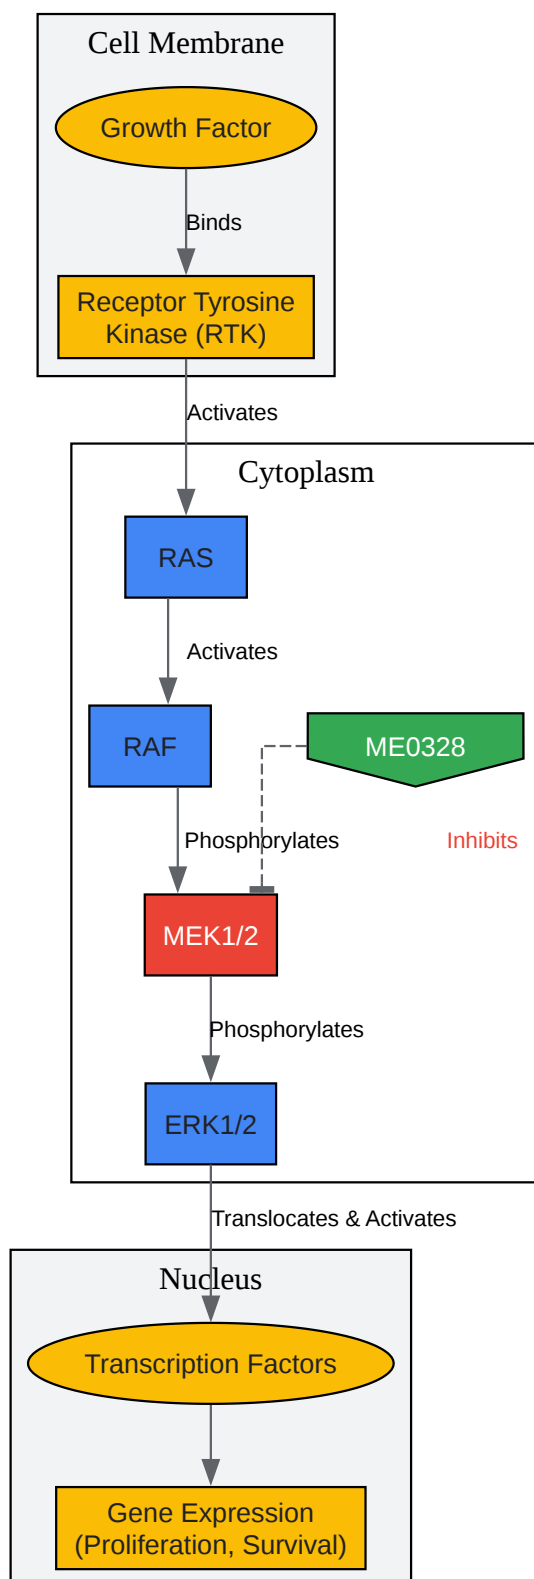 Cell Membrane
Growth Factor
Binds
Receptor Tyrosine
Kinase (RTK)
Activates
Cytoplasm
RAS
Activates
RAF
ME0328
Phosphorylates
Inhibits
MEK1/2
Phosphorylates
ERK1/2
Translocates & Activates
Nucleus
Transcription Factors
Gene Expression
(Proliferation, Survival)